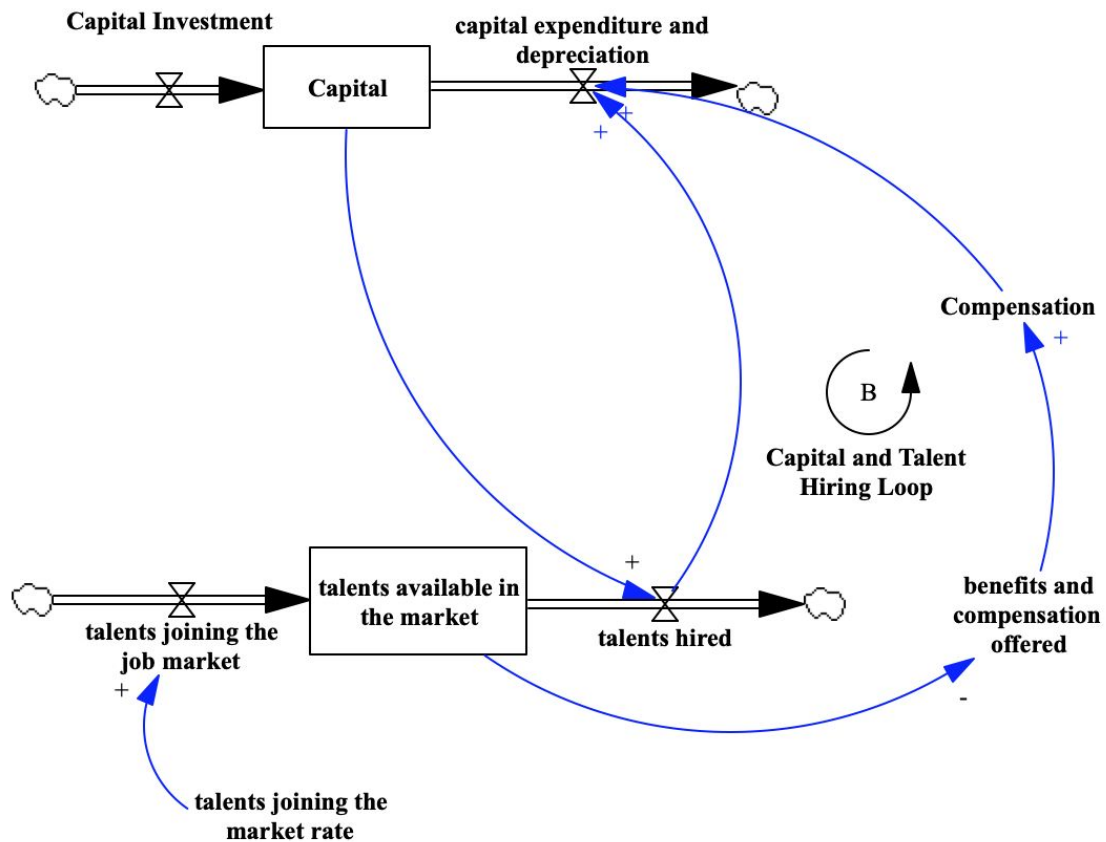 Capital Investment
capital expenditure and
depreciation
Capital
+
+
Compensation
+
B
Capital and Talent
Hiring Loop
+
talents available in
the market
benefits and
compensation
offered
talents joining the
job market
talents hired
+
-
talents joining the
market rate